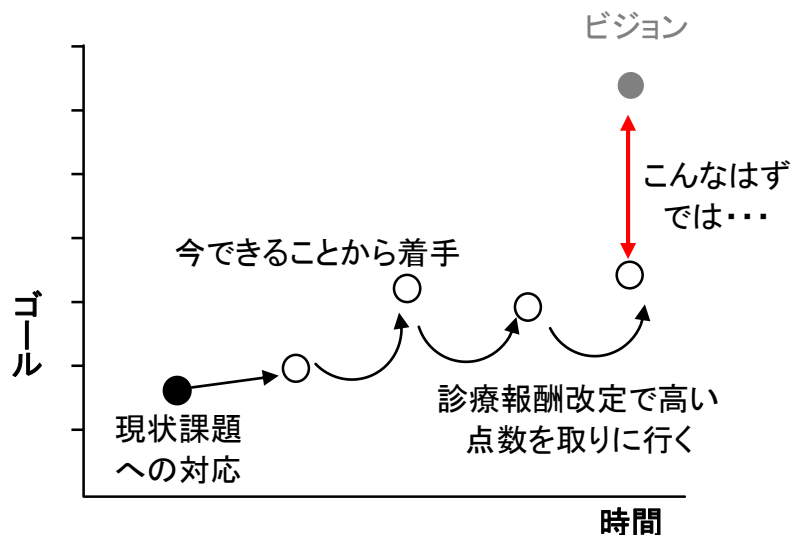 ビジョン
こんなはず
では・・・
今できることから着手
ゴール
診療報酬改定で高い
点数を取りに行く
現状課題
への対応
時間